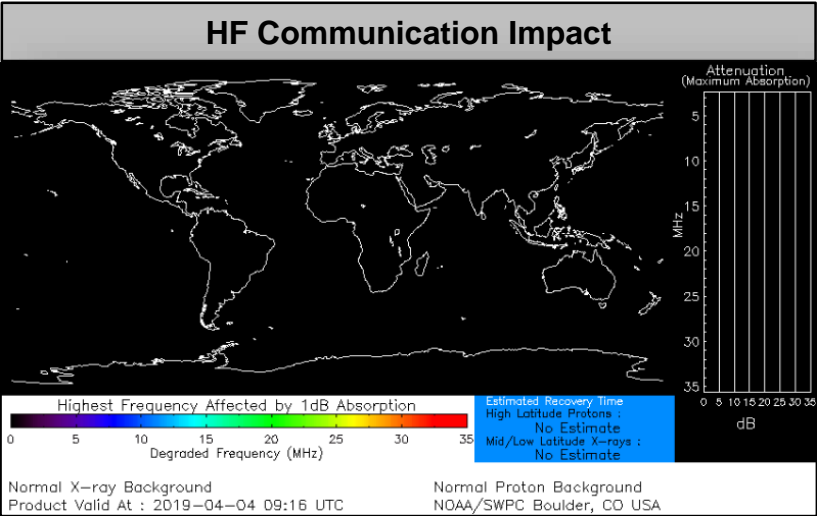 HF Communication Impact
Attenuation
(Maximum Absorption)
5
10
15
20
25
30
35
MHz
0 5 10 15 20 25 30 35
dB
Highest Frequency Affected by 1dB Absorption
0 5 10 15 20 25 30 35
Degraded Frequency (MHz)
Estimated Recovery Time
High Latitude Protons :
No Estimate
Mid/Low Latitude X-rays :
No Estimate
Normal X-ray Background
Product Valid At : 2019-04-04 09:16 UTC
Normal Proton Background
NOAA/SWPC Boulder, CO USA